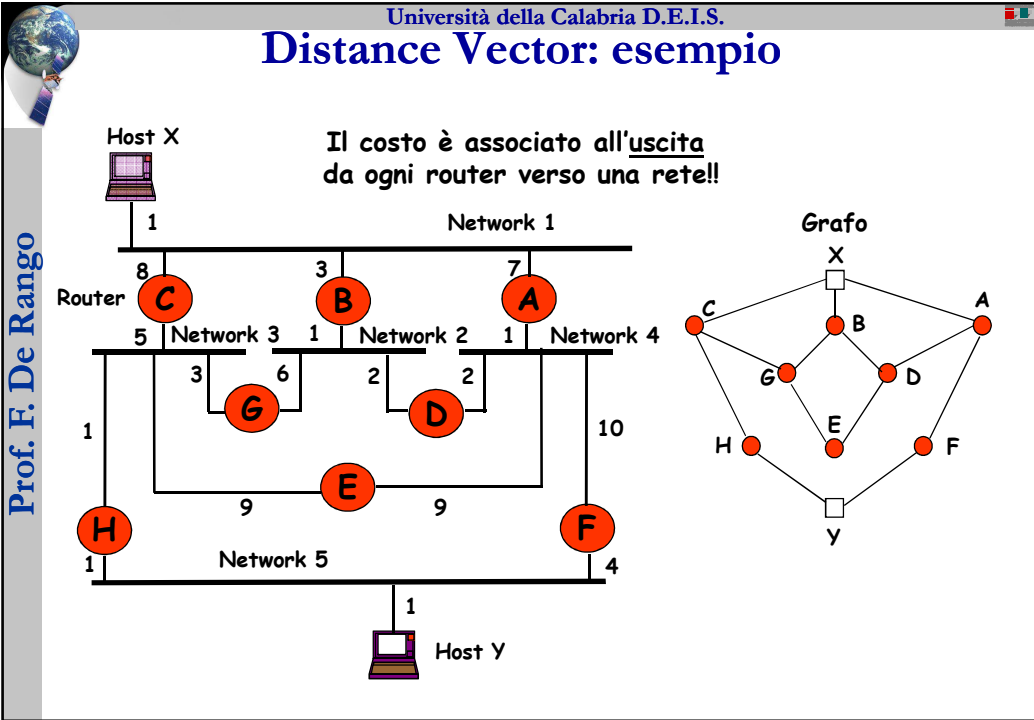 Università della Calabria D.E.I.S.
Distance Vector: esempio
Prof. F. De Rango
Host X
Il costo è associato all'uscita
da ogni router verso una rete!!
1
Network 1
8
3
7
Router
C
B
A
5
Network 3
1
Network 2
2
1
Network 4
3
6
2
2
G
D
1
10
E
9
9
H
F
1
Network 5
4
1
Host Y
Grafo
X
C
A
B
G
D
E
H
F
Y